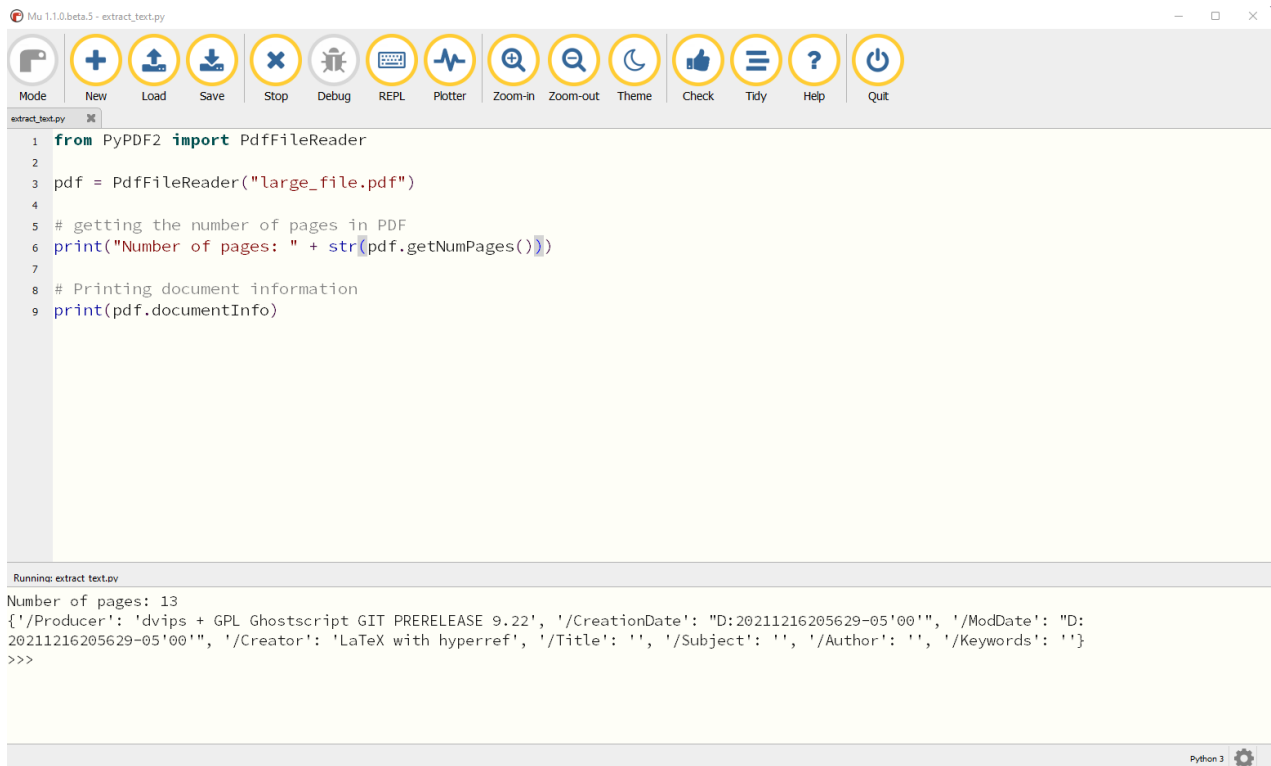 Mu 1.1.0.beta.5 - extract_text.py
Mode New Load Save Stop Debug REPL Plotter Zoom-in Zoom-out Theme Check Tidy Help Quit
extract_text.py
1 from PyPDF2 import PdfFileReader
2
3 pdf = PdfFileReader("large_file.pdf")
4
5 # getting the number of pages in PDF
6 print("Number of pages: " + str(pdf.getNumPages()))
7
8 # Printing document information
9 print(pdf.documentInfo)
Running: extract_text.py
Number of pages: 13
{'/Producer': 'dvips + GPL Ghostscript GIT PRERELEASE 9.22', '/CreationDate': "D:20211216205629-05'00'", '/ModDate': "D:
20211216205629-05'00'", '/Creator': 'LaTeX with hyperref', '/Title': '', '/Subject': '', '/Author': '', '/Keywords': ''}
>>>
Python 3